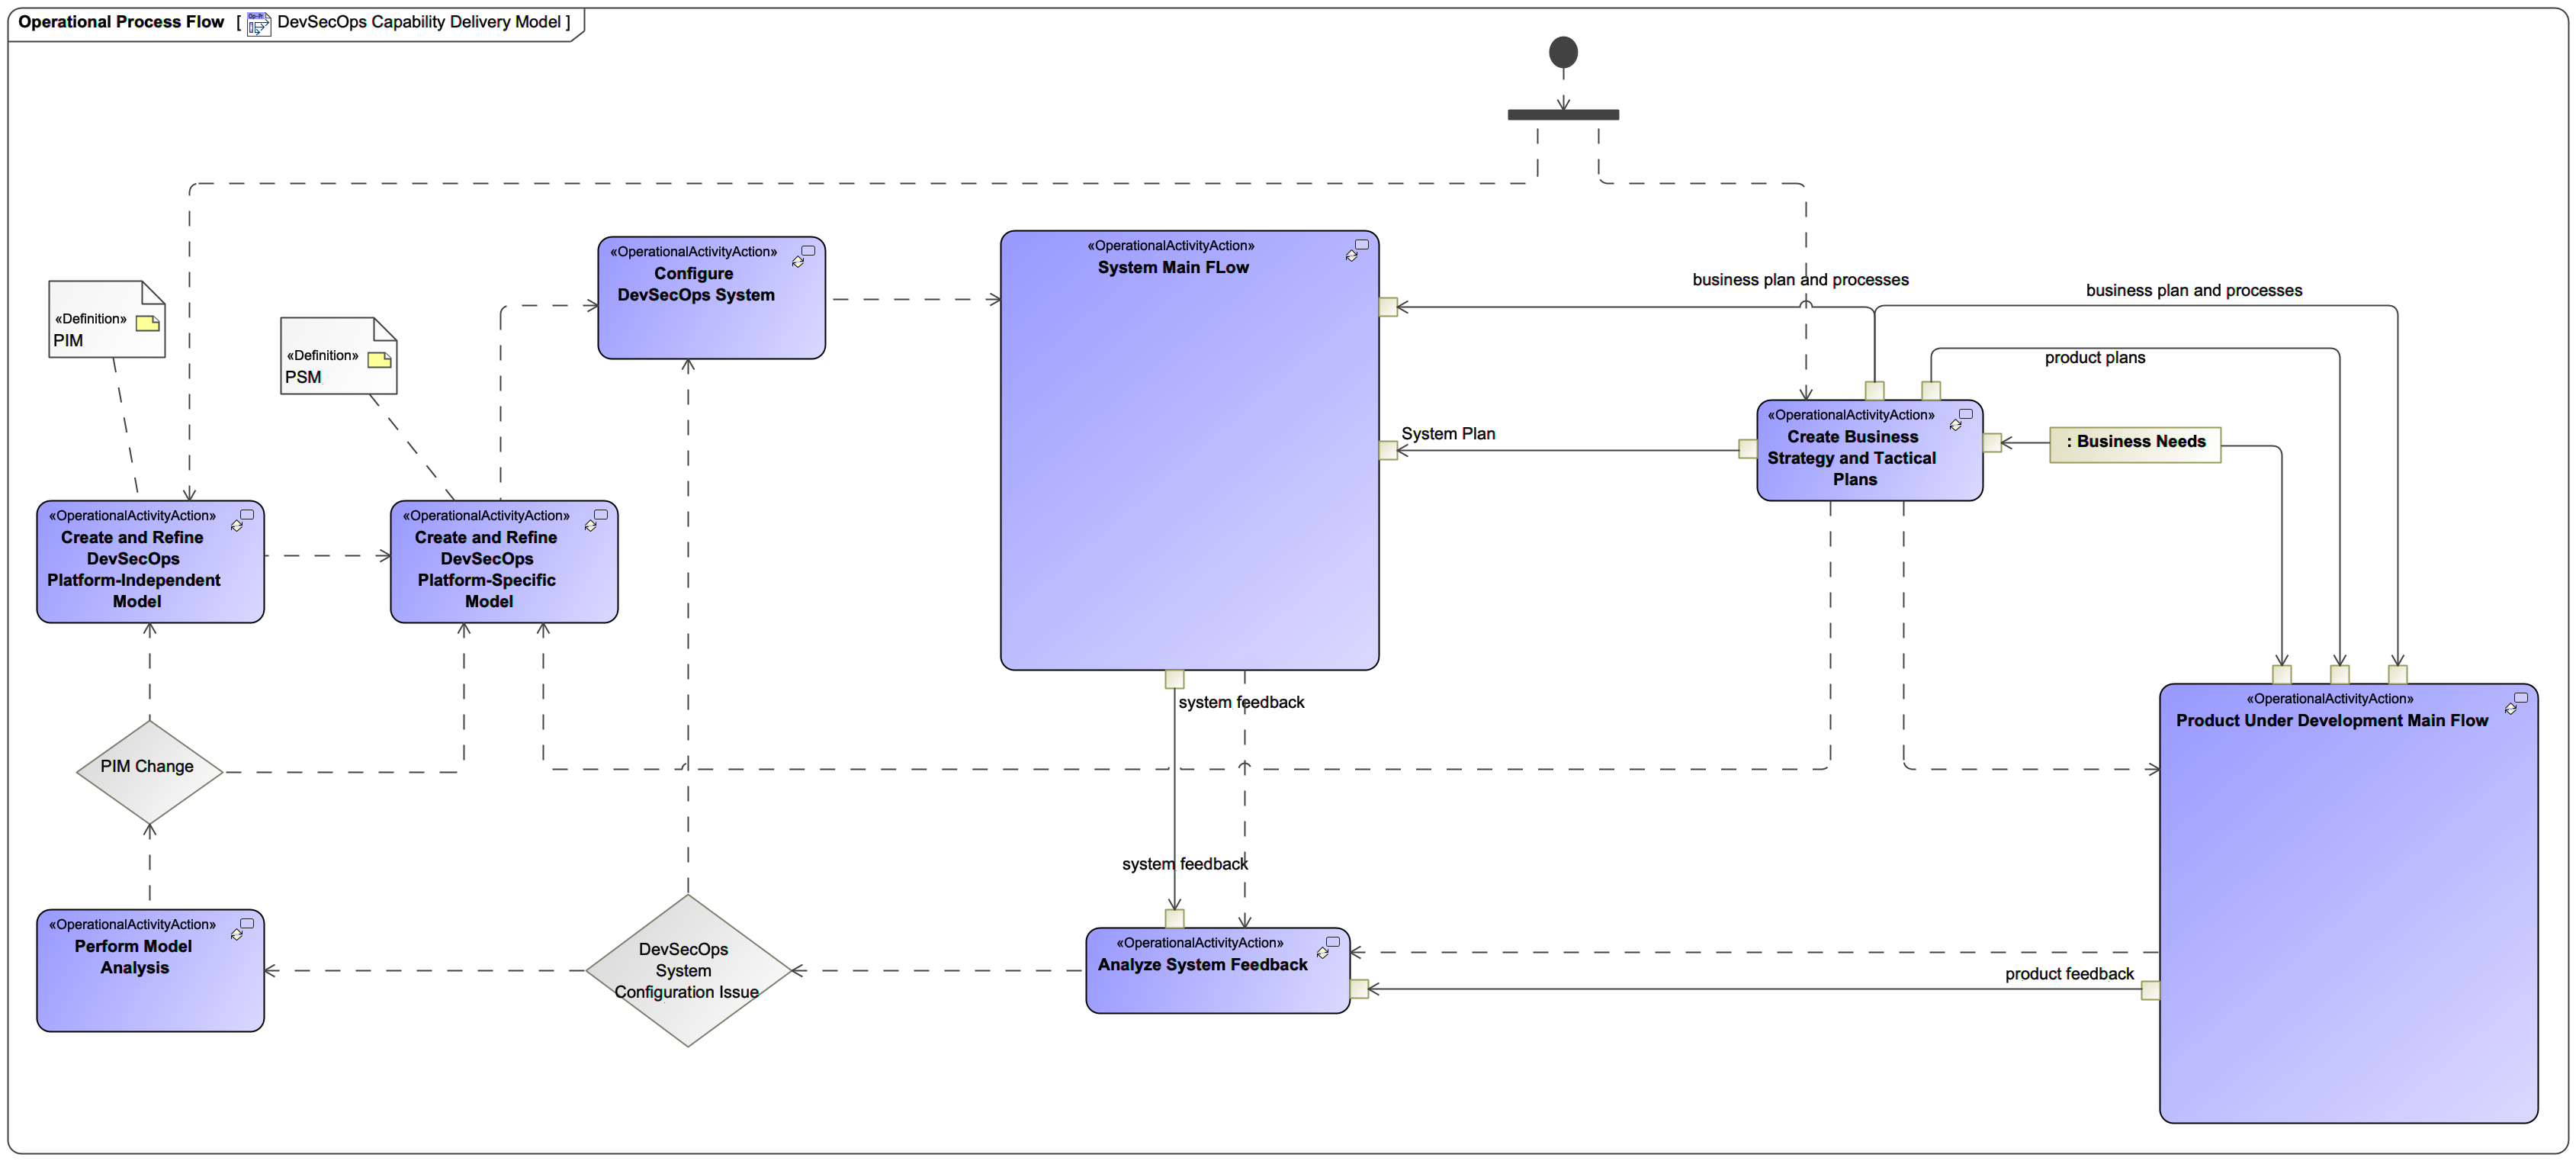 Operational Process Flow [ DevSecOps Capability Delivery Model ]
«OperationalActivityAction»
Configure
DevSecOps System
«OperationalActivityAction»
System Main FLow
business plan and processes
business plan and processes
product plans
«Definition»
PIM
«Definition»
PSM
«OperationalActivityAction»
Create Business
Strategy and Tactical
Plans
: Business Needs
System Plan
«OperationalActivityAction»
Create and Refine
DevSecOps
Platform-Independent
Model
«OperationalActivityAction»
Create and Refine
DevSecOps
Platform-Specific
Model
system feedback
«OperationalActivityAction»
Product Under Development Main Flow
PIM Change
system feedback
«OperationalActivityAction»
Perform Model
Analysis
DevSecOps
System
Configuration Issue
«OperationalActivityAction»
Analyze System Feedback
product feedback